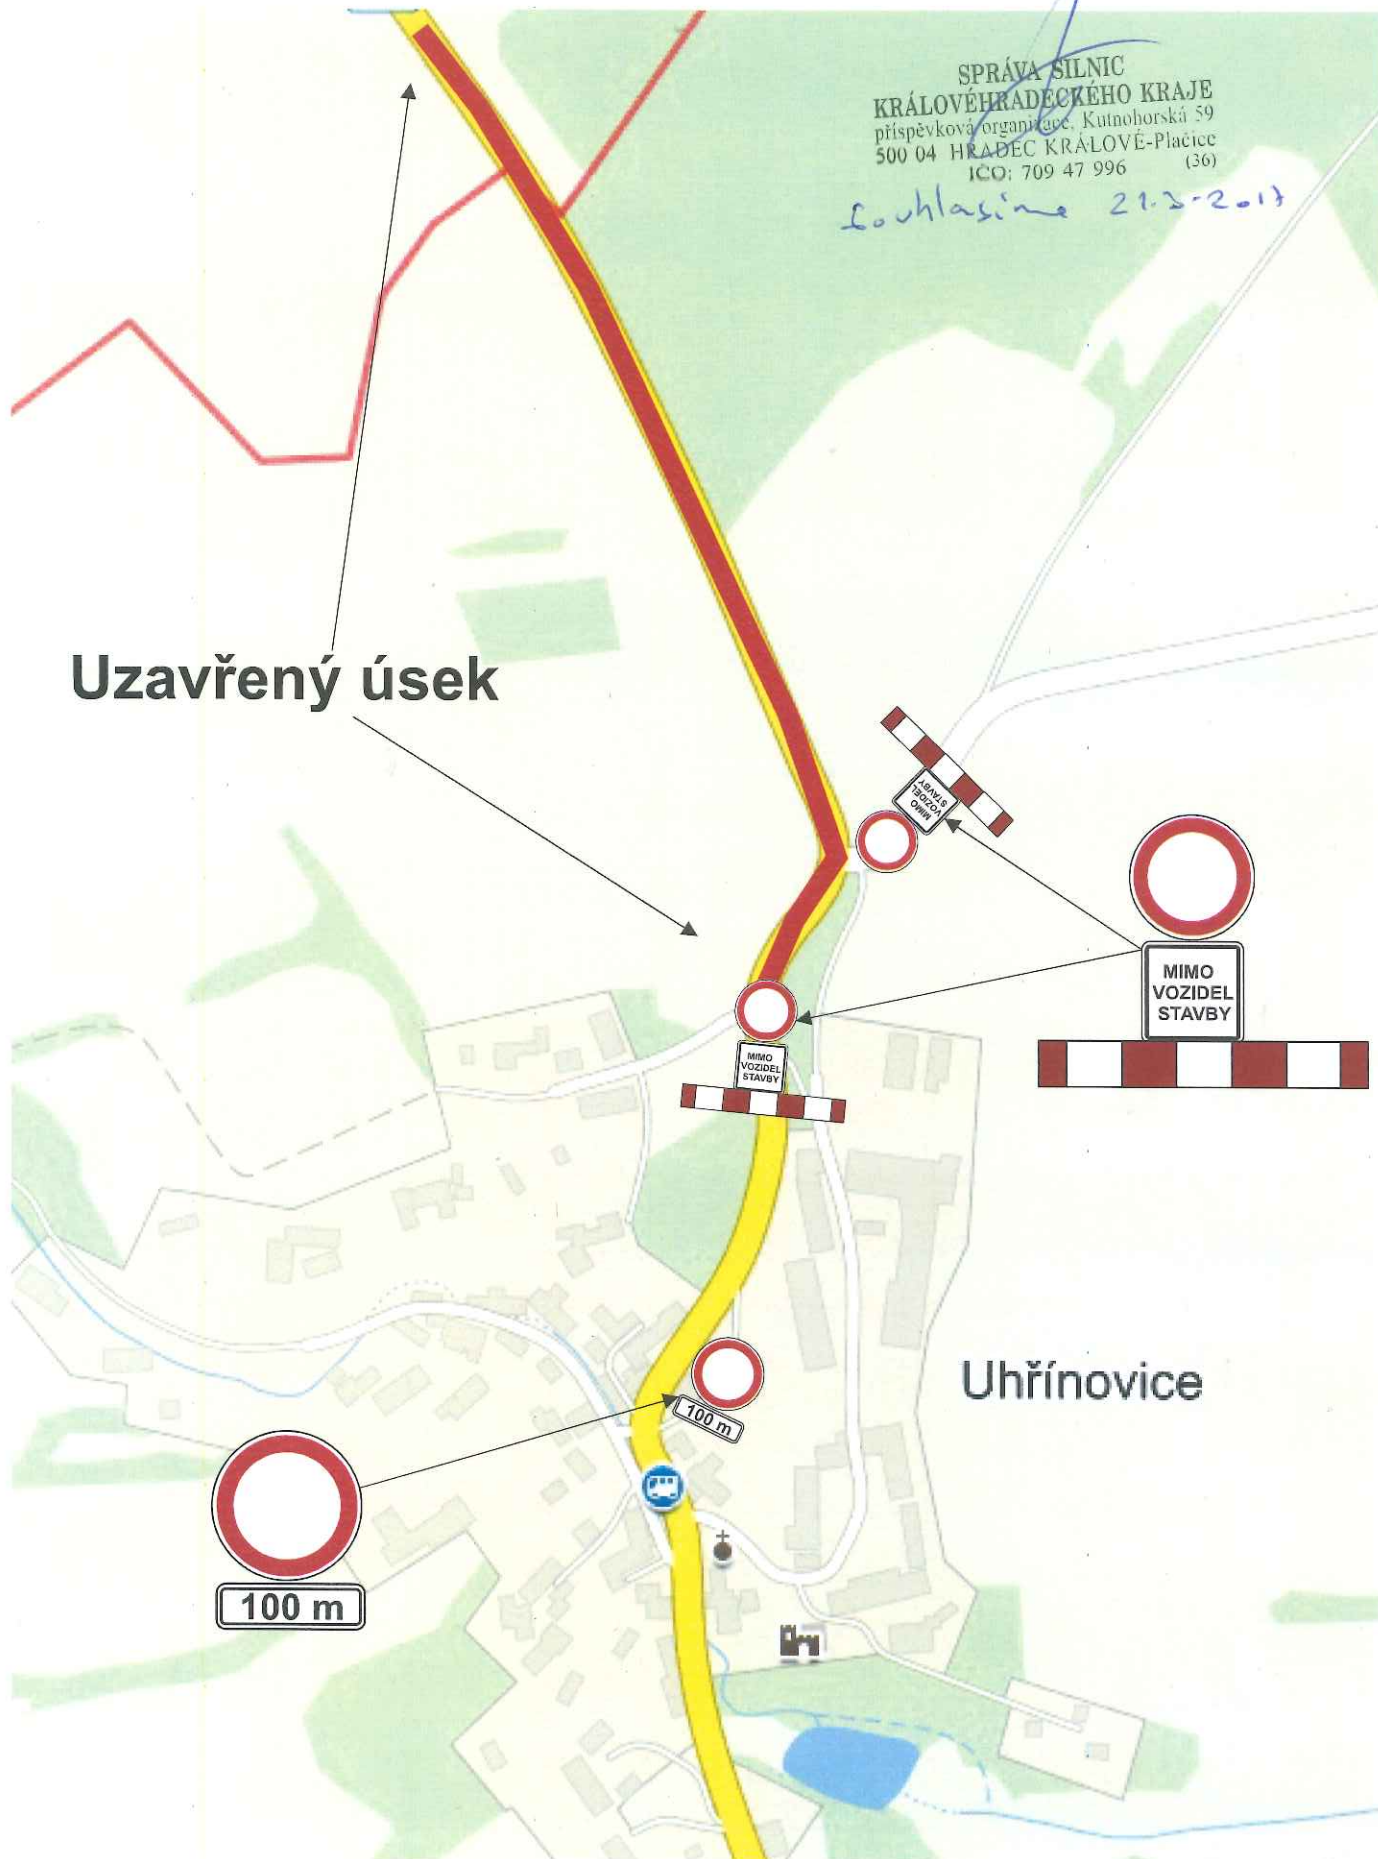 SPRÁVA SILNIC
KRÁLOVÉHRADECKÉHO KRAJE
příspěvková organizace, Kutnohorská 59
500 04 HRADEC KRÁLOVÉ-Plačice
IČO: 709 47 996 (36)
Souhlasíme 21-3-2017
Uzavřený úsek
MIMO
VOZIDEL
STAVBY
MIMO
VOZIDEL
STAVBY
MIMO
VOZIDEL
STAVBY
Uhřínovice
100 m
100 m